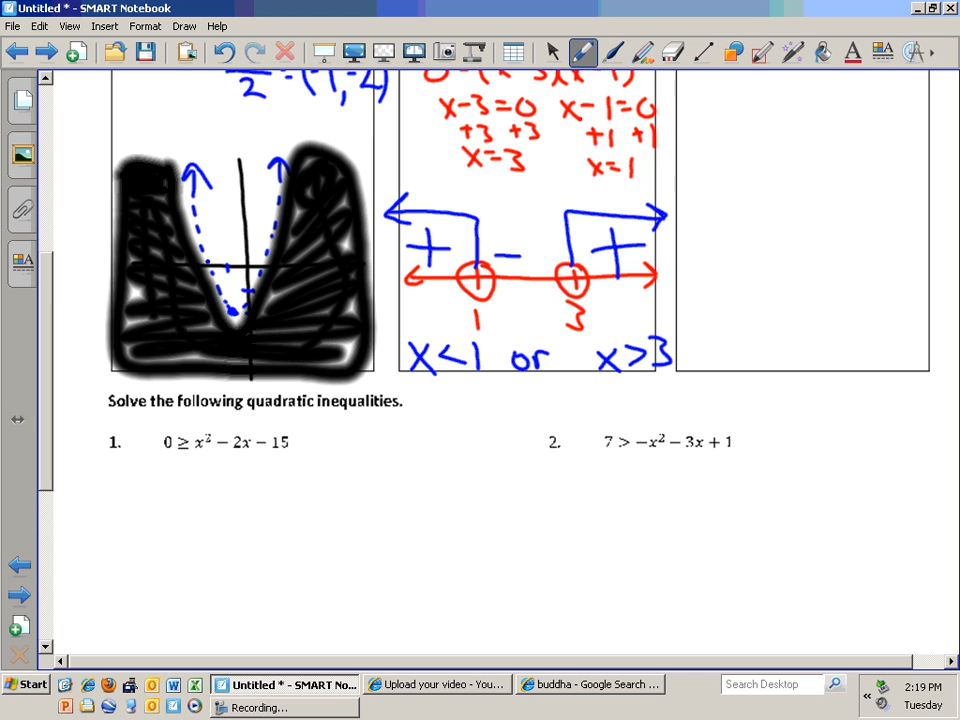 Untitled * - SMART Notebook
File Edit View Insert Format Draw Help
2 = (-1, -4)
x-3=0 x-1=0
+3 +3 +1 +1
x=3 x=1
+ - +
1 3
x<1 or x>3
Solve the following quadratic inequalities.
1. 0 ≥ x² − 2x − 15 2. 7 > −x² − 3x + 1
Start Untitled * - SMART No... Upload your video - You... buddha - Google Search ... Search Desktop 2:19 PM
Recording... Tuesday